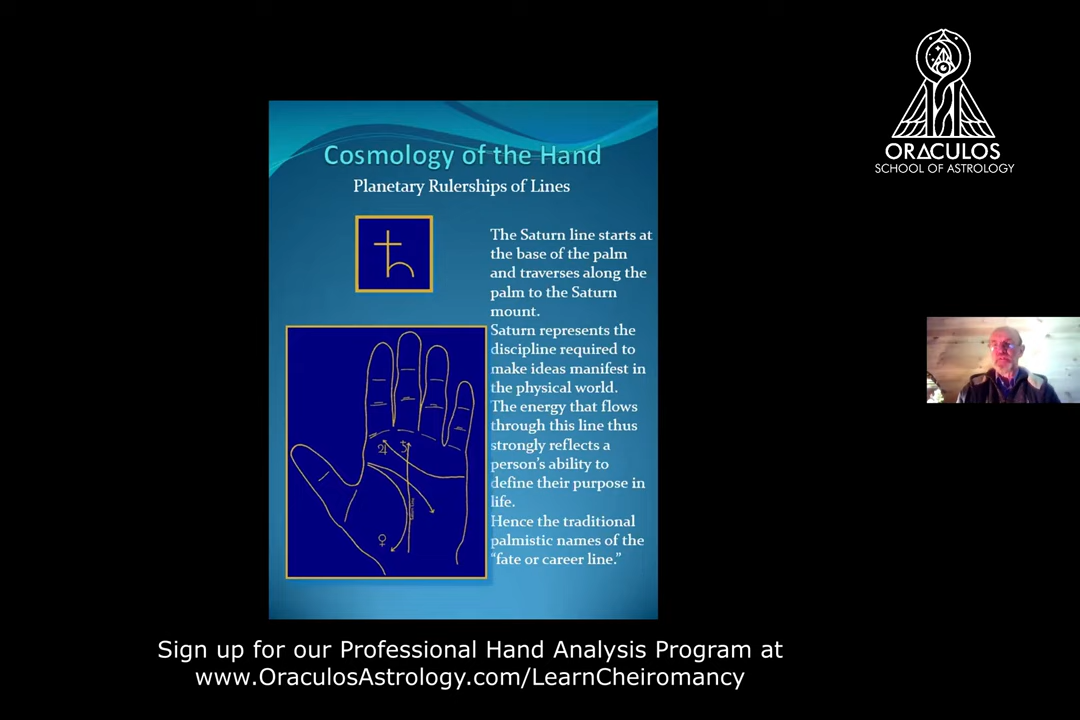 ORACULOS
SCHOOL OF ASTROLOGY
Cosmology of the Hand
Planetary Rulerships of Lines
♄
The Saturn line starts at
the base of the palm
and traverses along the
palm to the Saturn
mount.
Saturn represents the
discipline required to
make ideas manifest in
the physical world.
The energy that flows
through this line thus
strongly reflects a
person's ability to
define their purpose in
life.
Hence the traditional
palmistic names of the
“fate or career line.”
♃ ♄
Saturn Line
♀
Sign up for our Professional Hand Analysis Program at
www.OraculosAstrology.com/LearnCheiromancy